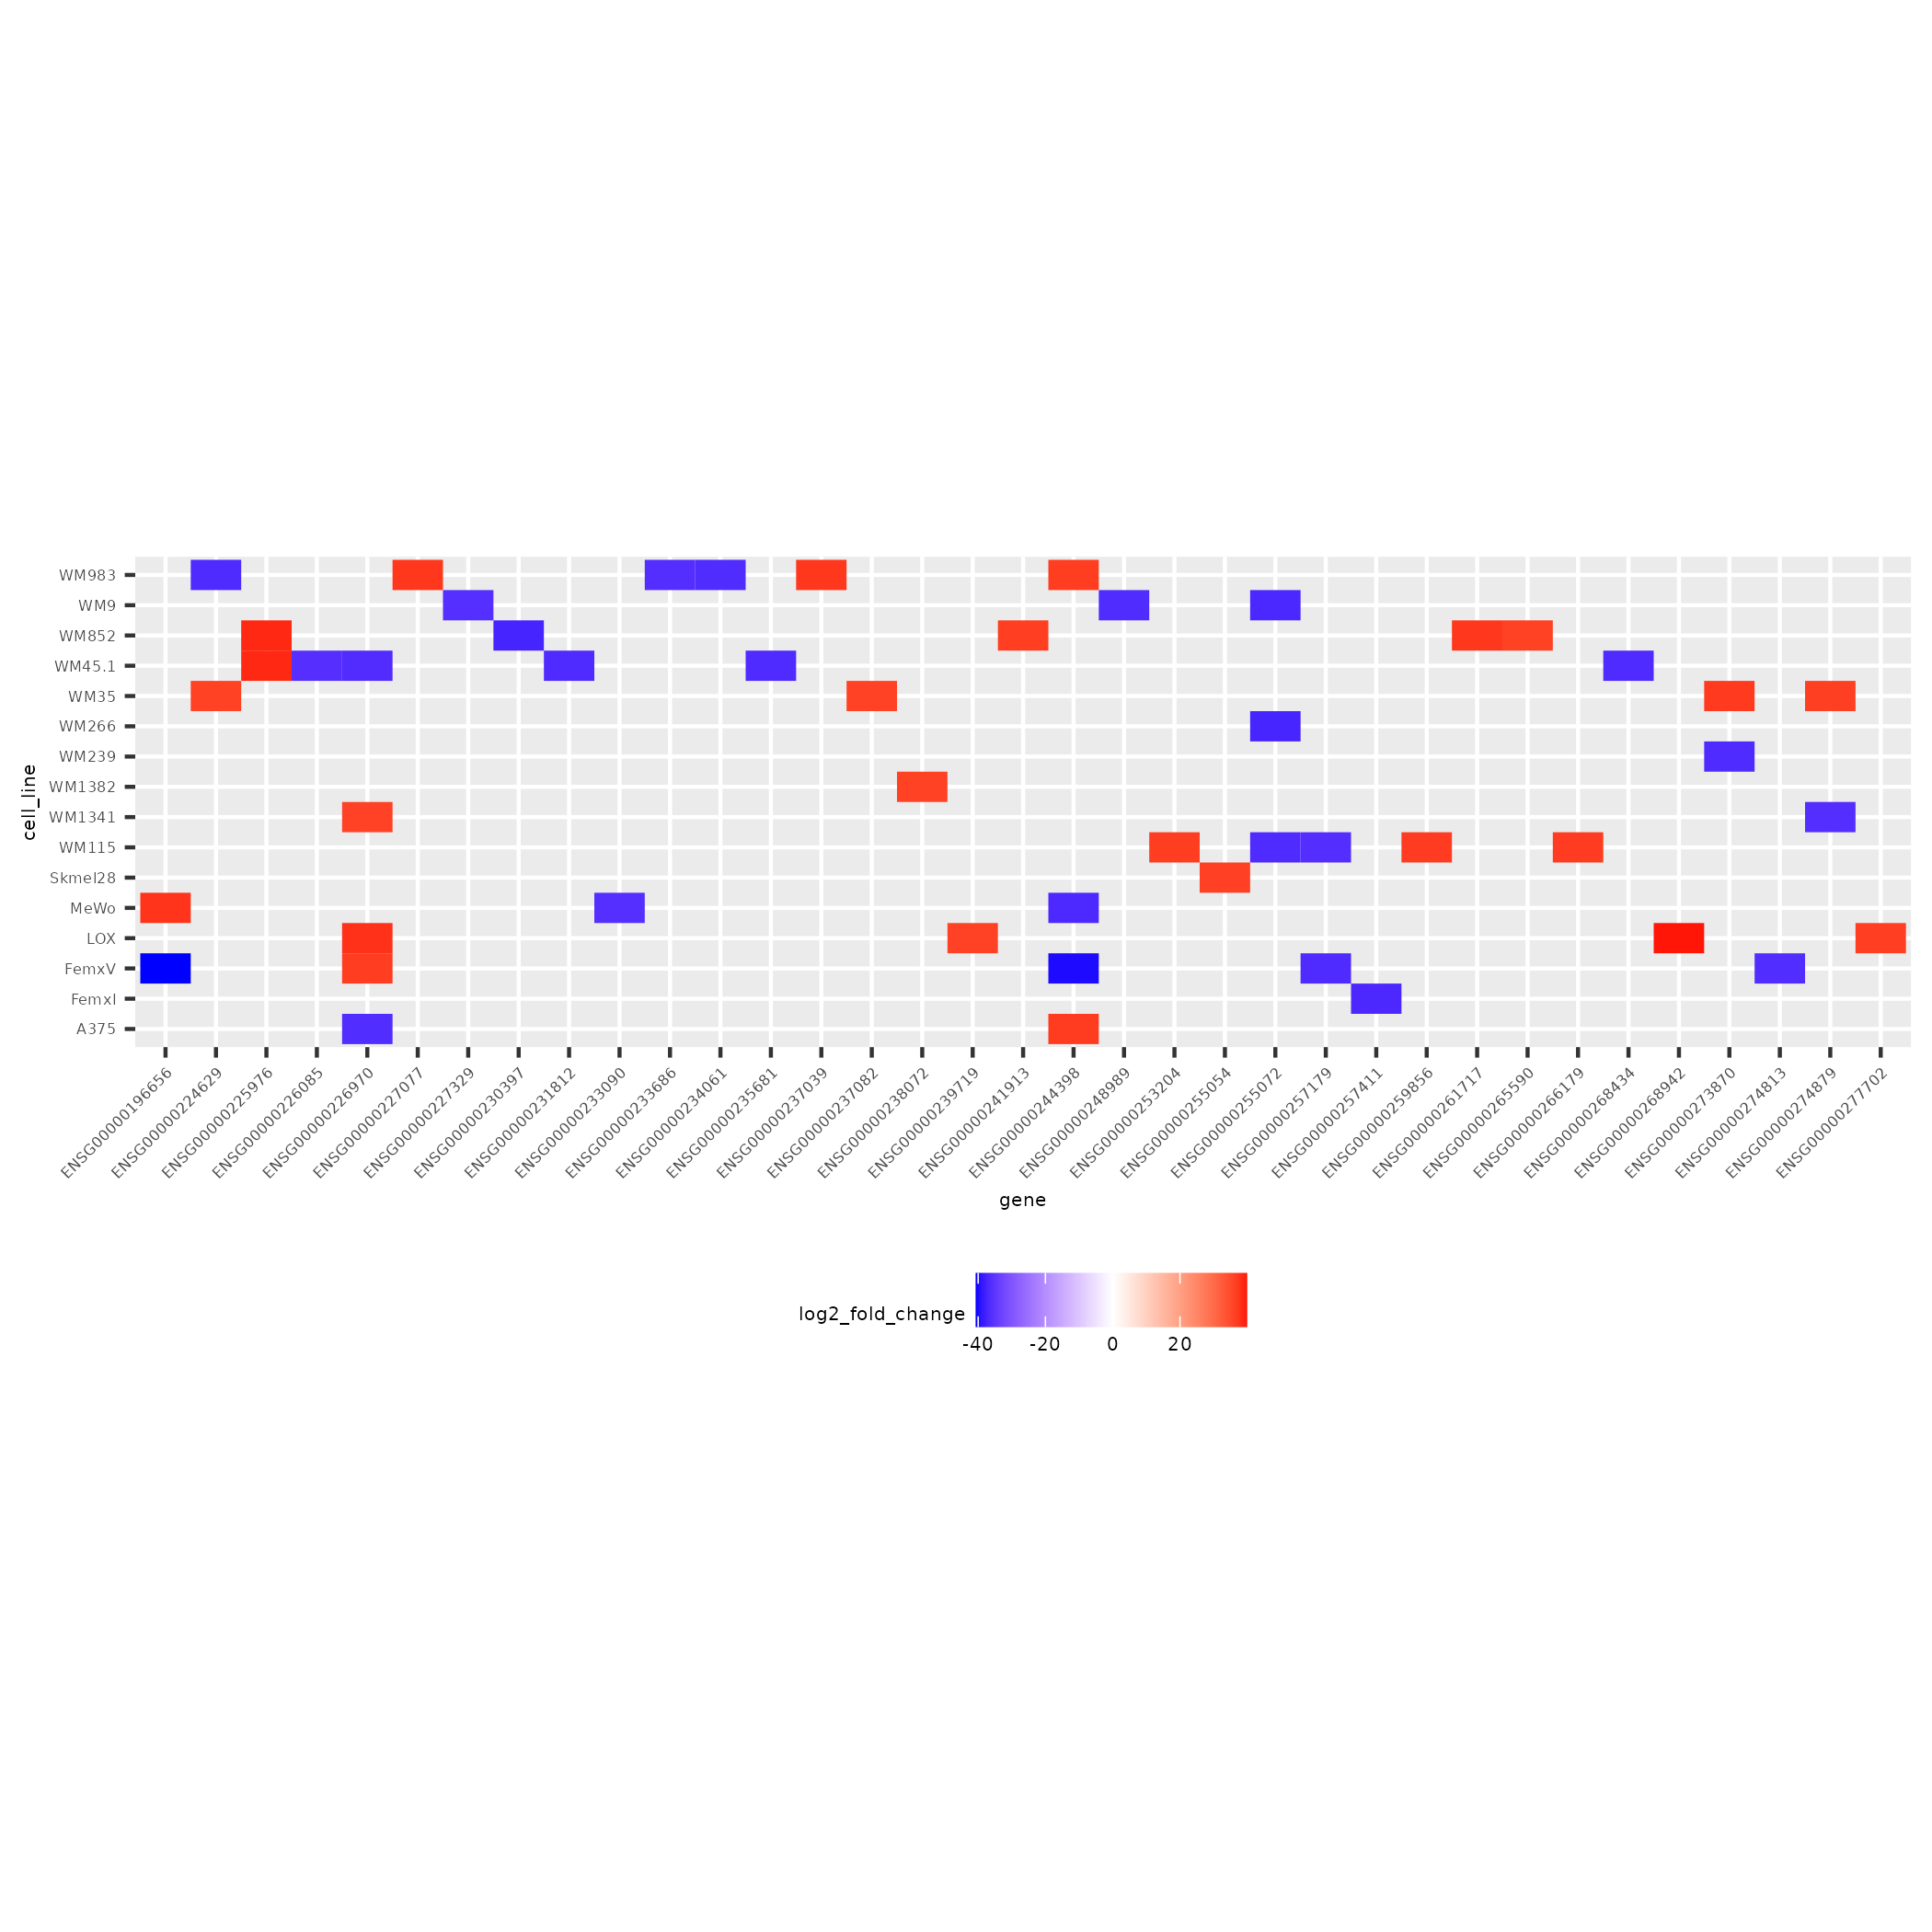 WM983
WM9
WM852
WM45.1
WM35
WM266
WM239
WM1382
WM1341
WM115
Skmel28
MeWo
LOX
FemxV
FemxI
A375
cell_line
ENSG00000196656
ENSG00000224629
ENSG00000225976
ENSG00000226085
ENSG00000226970
ENSG00000227077
ENSG00000227329
ENSG00000230397
ENSG00000231812
ENSG00000233090
ENSG00000233686
ENSG00000234061
ENSG00000235681
ENSG00000237039
ENSG00000237082
ENSG00000238072
ENSG00000239719
ENSG00000241913
ENSG00000244398
ENSG00000248989
ENSG00000253204
ENSG00000255054
ENSG00000255072
ENSG00000257179
ENSG00000257411
ENSG00000259856
ENSG00000261717
ENSG00000265590
ENSG00000266179
ENSG00000268434
ENSG00000268942
ENSG00000273870
ENSG00000274813
ENSG00000274879
ENSG00000277702
gene
log2_fold_change
-40 -20 0 20